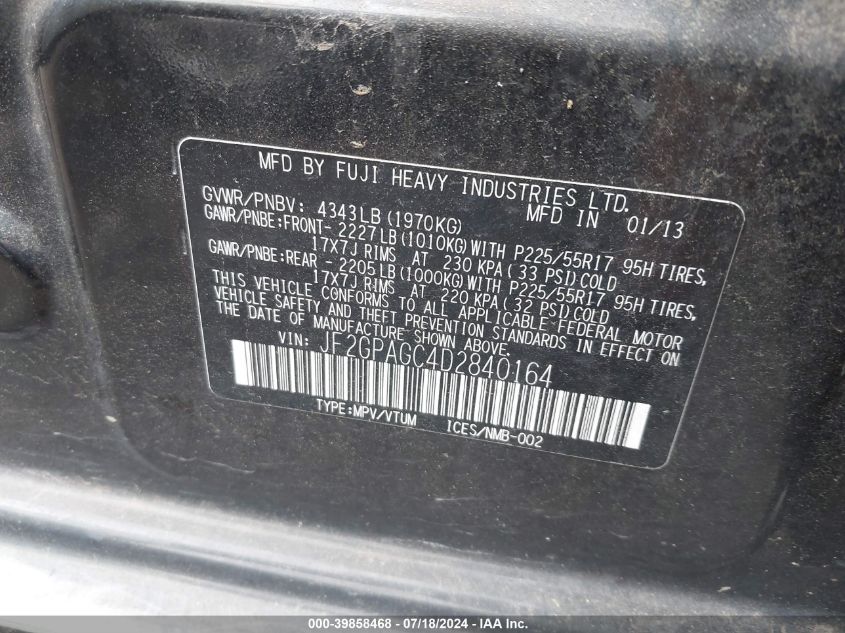 MFD BY FUJI HEAVY INDUSTRIES LTD.
GVWR/PNBV: 4343LB (1970KG) MFD IN 01/13
GAWR/PNBE:FRONT- 2227LB (1010KG) WITH P225/55R17 95H TIRES,
17X7J RIMS AT 230 KPA ( 33 PSI) COLD
GAWR/PNBE:REAR - 2205LB (1000KG) WITH P225/55R17 95H TIRES,
17X7J RIMS AT 220 KPA ( 32 PSI) COLD
THIS VEHICLE CONFORMS TO ALL APPLICABLE FEDERAL MOTOR
VEHICLE SAFETY AND THEFT PREVENTION STANDARDS IN EFFECT ON
THE DATE OF MANUFACTURE SHOWN ABOVE.
VIN: JF2GPAGC4D2840164
TYPE:MPV/VTUM ICES/NMB-002
000-39858468 - 07/18/2024 - IAA, Inc.